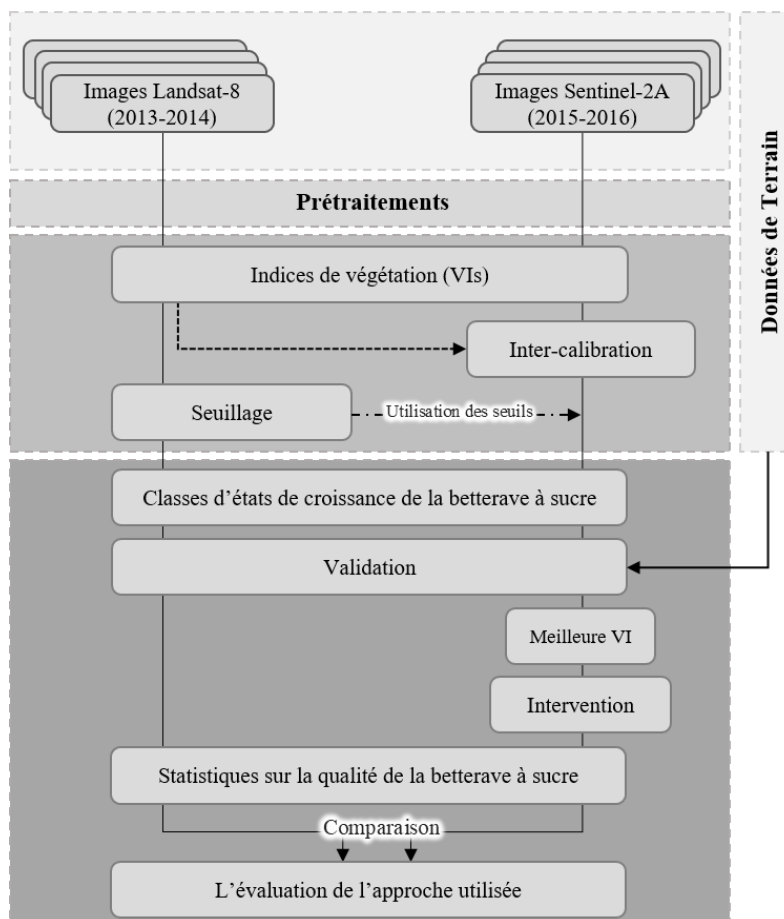 Images Landsat-8
(2013-2014)
Images Sentinel-2A
(2015-2016)
Données de Terrain
Prétraitements
Indices de végétation (VIs)
Inter-calibration
Seuillage
Utilisation des seuils
Classes d’états de croissance de la betterave à sucre
Validation
Meilleure VI
Intervention
Statistiques sur la qualité de la betterave à sucre
Comparaison
L’évaluation de l’approche utilisée